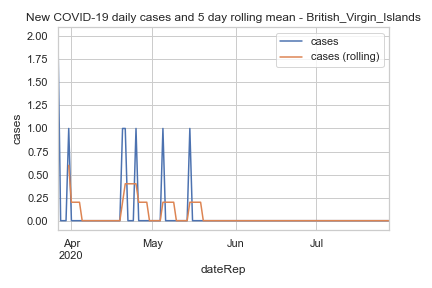 New COVID-19 daily cases and 5 day rolling mean - British_Virgin_Islands
cases
cases (rolling)
2.00
1.75
1.50
1.25
1.00
0.75
0.50
0.25
0.00
cases
Apr
2020
May
Jun
Jul
dateRep